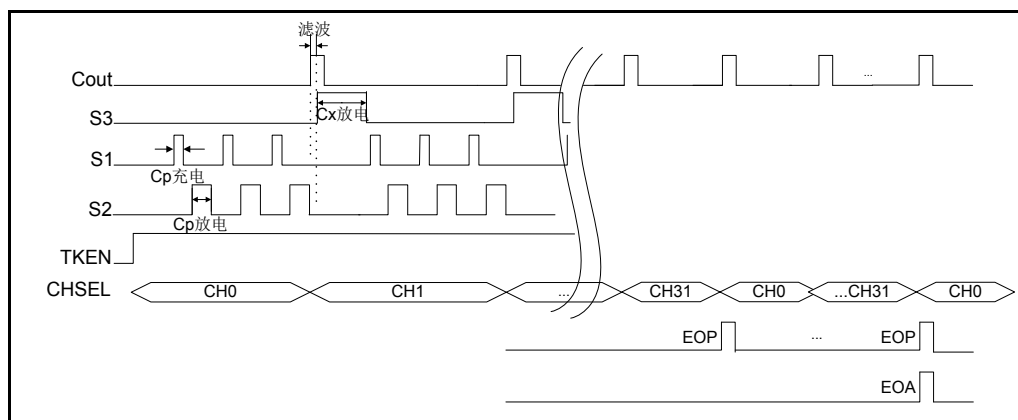 滤波
Cout
...
S3
Cx放电
S1
Cp充电
S2
Cp放电
TKEN
CHSEL
CH0
CH1
...
CH31
CH0
...CH31
CH0
EOP
...
EOP
EOA